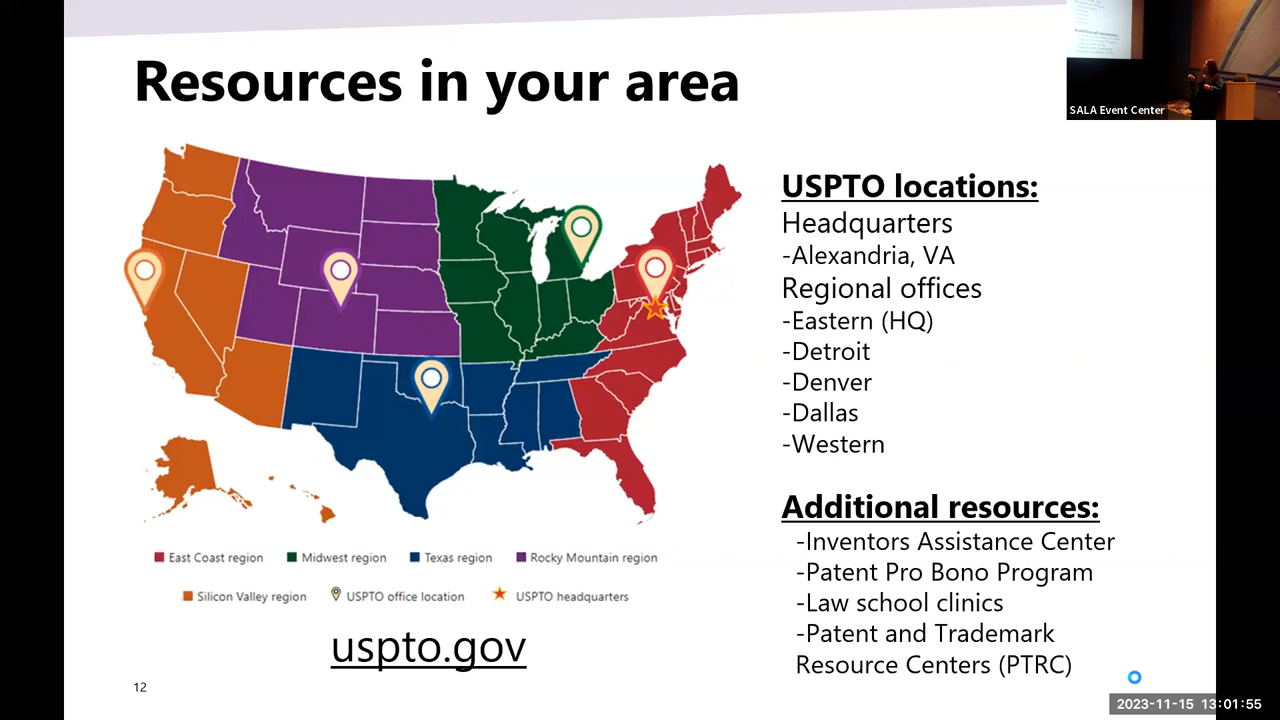 Resources in your area
SALA Event Center
USPTO locations:
Headquarters
-Alexandria, VA
Regional offices
-Eastern (HQ)
-Detroit
-Denver
-Dallas
-Western
Additional resources:
-Inventors Assistance Center
-Patent Pro Bono Program
-Law school clinics
-Patent and Trademark
Resource Centers (PTRC)
East Coast region
Midwest region
Texas region
Rocky Mountain region
Silicon Valley region
USPTO office location
USPTO headquarters
uspto.gov
12
2023-11-15 13:01:55